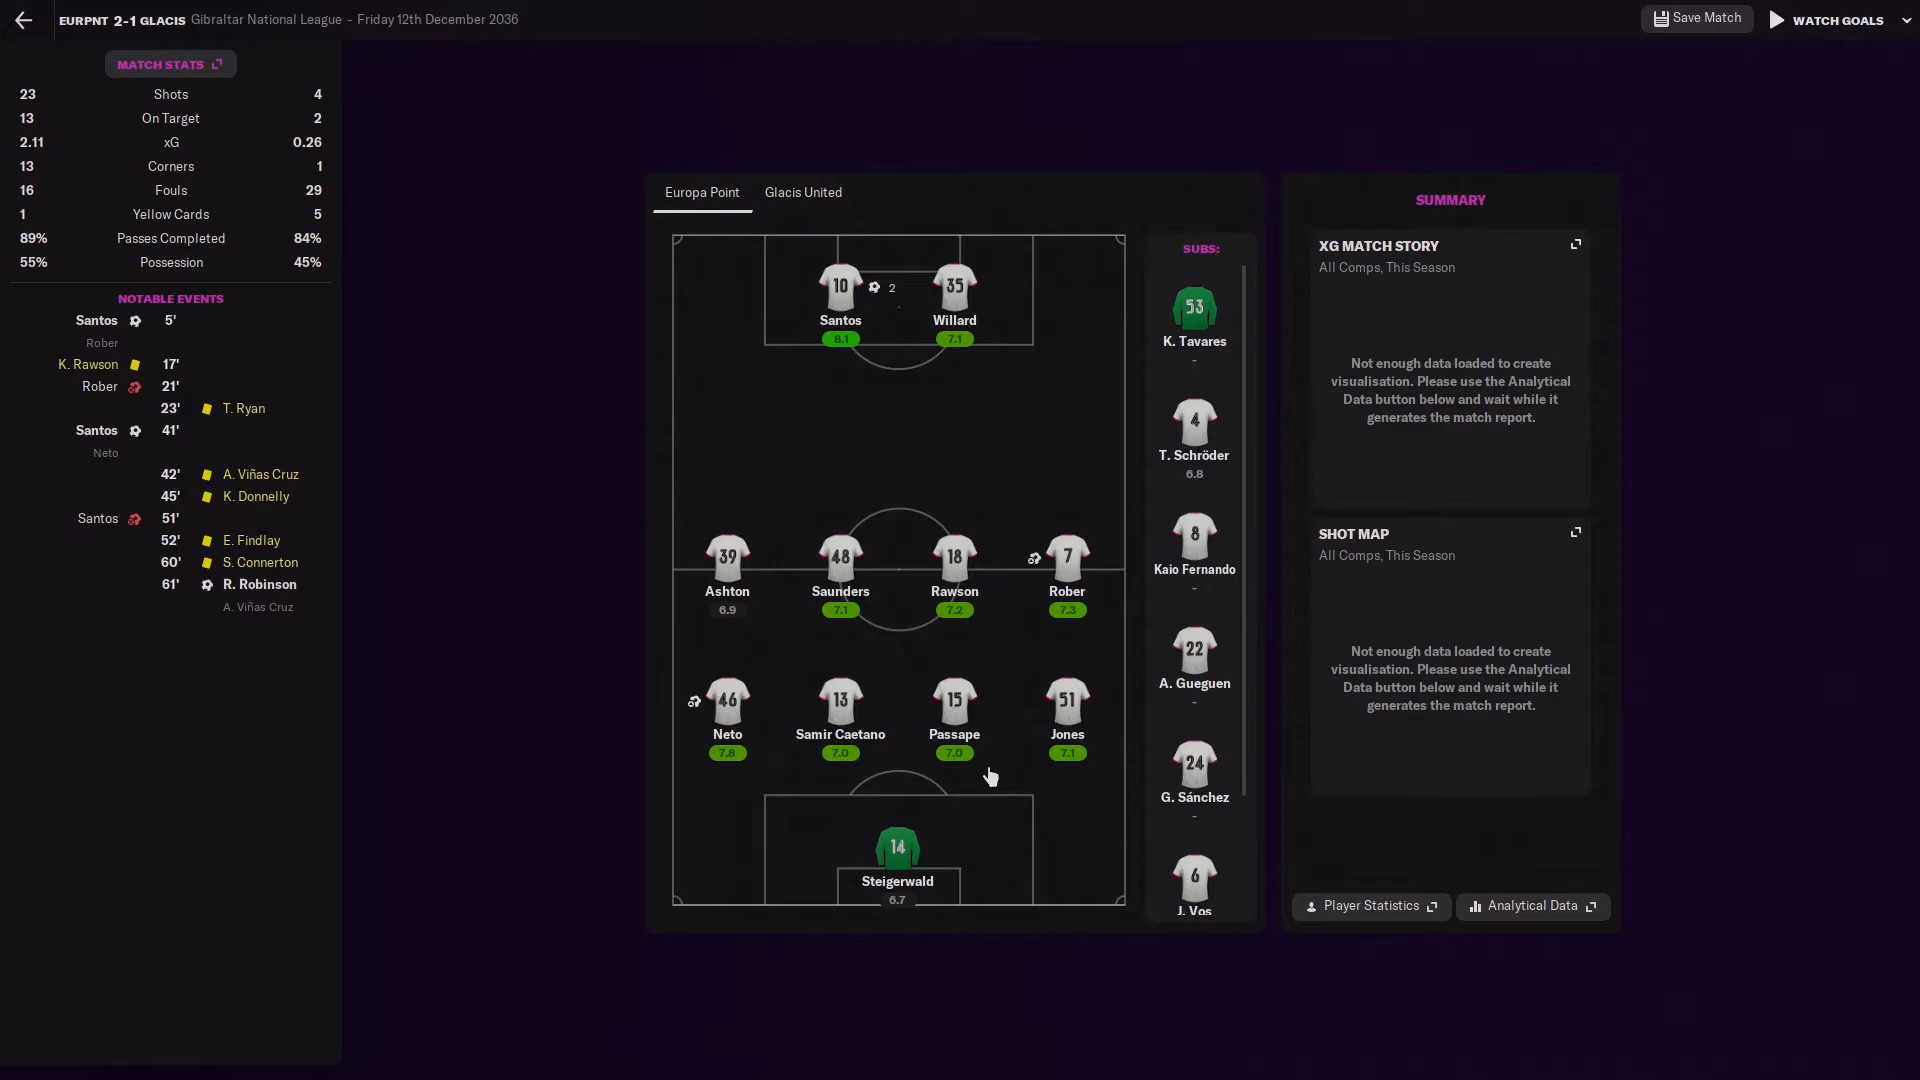 EURPNT 2-1 GLACIS Gibraltar National League - Friday 12th December 2036
Save Match
WATCH GOALS
MATCH STATS
23 Shots 4
13 On Target 2
2.11 xG 0.26
13 Corners 1
16 Fouls 29
1 Yellow Cards 5
89% Passes Completed 84%
55% Possession 45%
NOTABLE EVENTS
Santos 5'
Rober
K. Rawson 17'
Rober 21'
23' T. Ryan
Santos 41'
Neto
42' A. Viñas Cruz
45' K. Donnelly
Santos 51'
52' E. Findlay
60' S. Connerton
61' R. Robinson
A. Viñas Cruz
Europa Point Glacis United
10 2 35
Santos Willard
8.1 7.1
39 48 18 7
Ashton Saunders Rawson Rober
6.9 7.1 7.2 7.3
46 13 15 51
Neto Samir Caetano Passape Jones
7.8 7.0 7.0 7.1
14
Steigerwald
6.7
SUBS:
53
K. Tavares
-
4
T. Schröder
6.8
8
Kaio Fernando
-
22
A. Gueguen
-
24
G. Sánchez
-
6
J. Vos
SUMMARY
XG MATCH STORY
All Comps, This Season
Not enough data loaded to create
visualisation. Please use the Analytical
Data button below and wait while it
generates the match report.
SHOT MAP
All Comps, This Season
Not enough data loaded to create
visualisation. Please use the Analytical
Data button below and wait while it
generates the match report.
Player Statistics Analytical Data